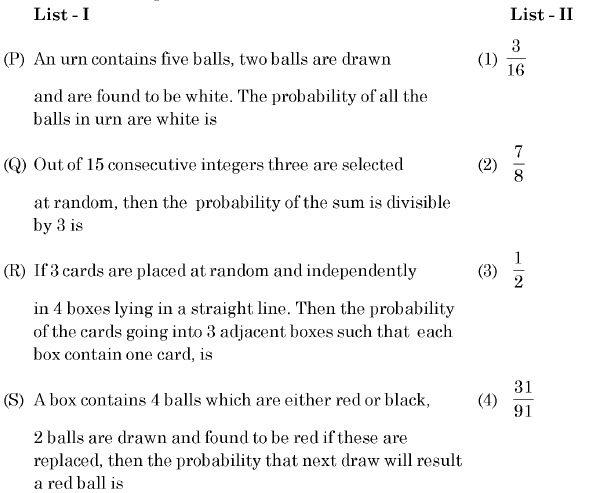 List - I List - II
(P) An urn contains five balls, two balls are drawn (1) 3/16
and are found to be white. The probability of all the
balls in urn are white is
(Q) Out of 15 consecutive integers three are selected (2) 7/8
at random, then the probability of the sum is divisible
by 3 is
(R) If 3 cards are placed at random and independently (3) 1/2
in 4 boxes lying in a straight line. Then the probability
of the cards going into 3 adjacent boxes such that each
box contain one card, is
(S) A box contains 4 balls which are either red or black, (4) 31/91
2 balls are drawn and found to be red if these are
replaced, then the probability that next draw will result
a red ball is